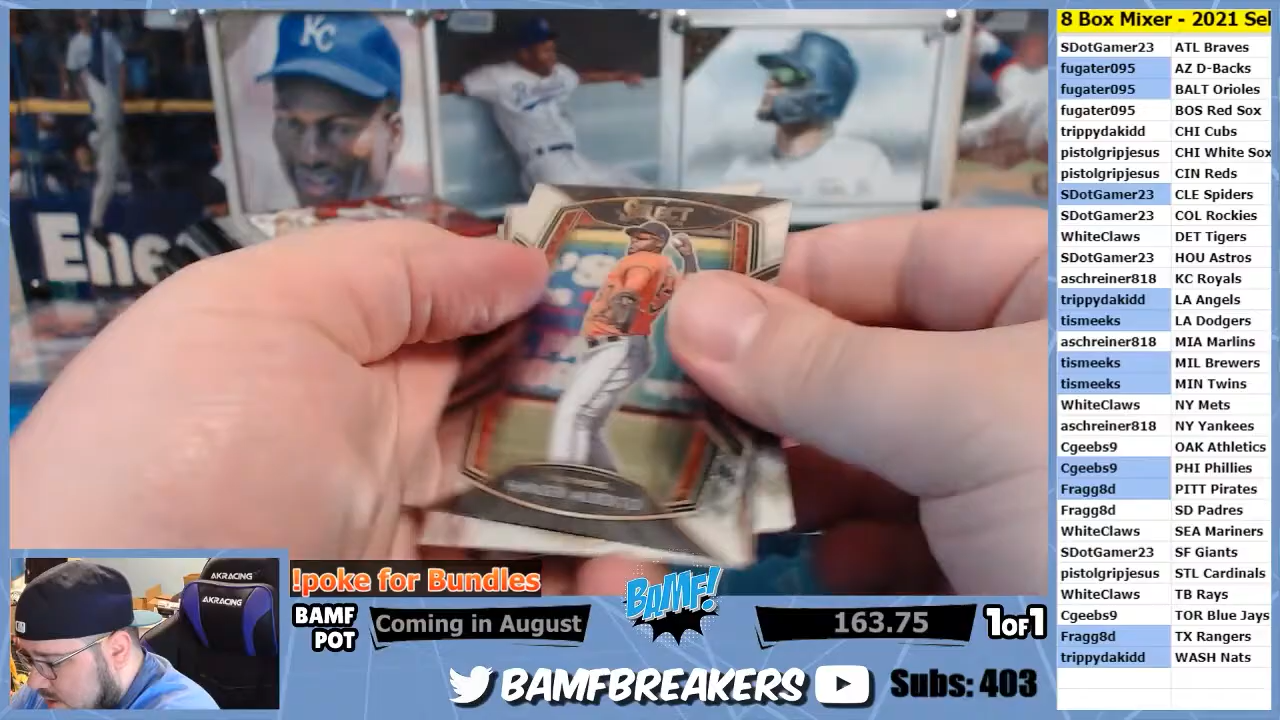 8 Box Mixer - 2021 Sel
SDotGamer23 ATL Braves
fugater095 AZ D-Backs
fugater095 BALT Orioles
fugater095 BOS Red Sox
trippydakidd CHI Cubs
pistolgripjesus CHI White Sox
pistolgripjesus CIN Reds
SDotGamer23 CLE Spiders
SDotGamer23 COL Rockies
WhiteClaws DET Tigers
SDotGamer23 HOU Astros
aschreiner818 KC Royals
trippydakidd LA Angels
tismeeks LA Dodgers
aschreiner818 MIA Marlins
tismeeks MIL Brewers
tismeeks MIN Twins
WhiteClaws NY Mets
aschreiner818 NY Yankees
Cgeebs9 OAK Athletics
Cgeebs9 PHI Phillies
Fragg8d PITT Pirates
Fragg8d SD Padres
WhiteClaws SEA Mariners
SDotGamer23 SF Giants
pistolgripjesus STL Cardinals
WhiteClaws TB Rays
Cgeebs9 TOR Blue Jays
Fragg8d TX Rangers
trippydakidd WASH Nats
KC
Ene
SELECT
AKRACING
AKRACING
!poke for Bundles
BAMF POT
Coming in August
BAMF!
163.75
1OF1
BAMFBREAKERS
Subs: 403